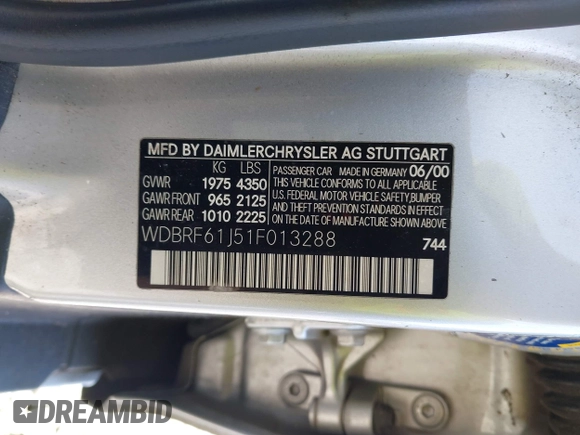 MFD BY DAIMLERCHRYSLER AG STUTTGART
KG LBS
GVWR 1975 4350
GAWR FRONT 965 2125
GAWR REAR 1010 2225
PASSENGER CAR MADE IN GERMANY 06/00
THIS VEHICLE CONFORMS TO ALL APPLICABLE
U.S. FEDERAL MOTOR VEHICLE SAFETY, BUMPER
AND THEFT PREVENTION STANDARDS IN EFFECT
ON THE DATE OF MANUFACTURE SHOWN ABOVE.
WDBRF61J51F013288
744
DREAMBID